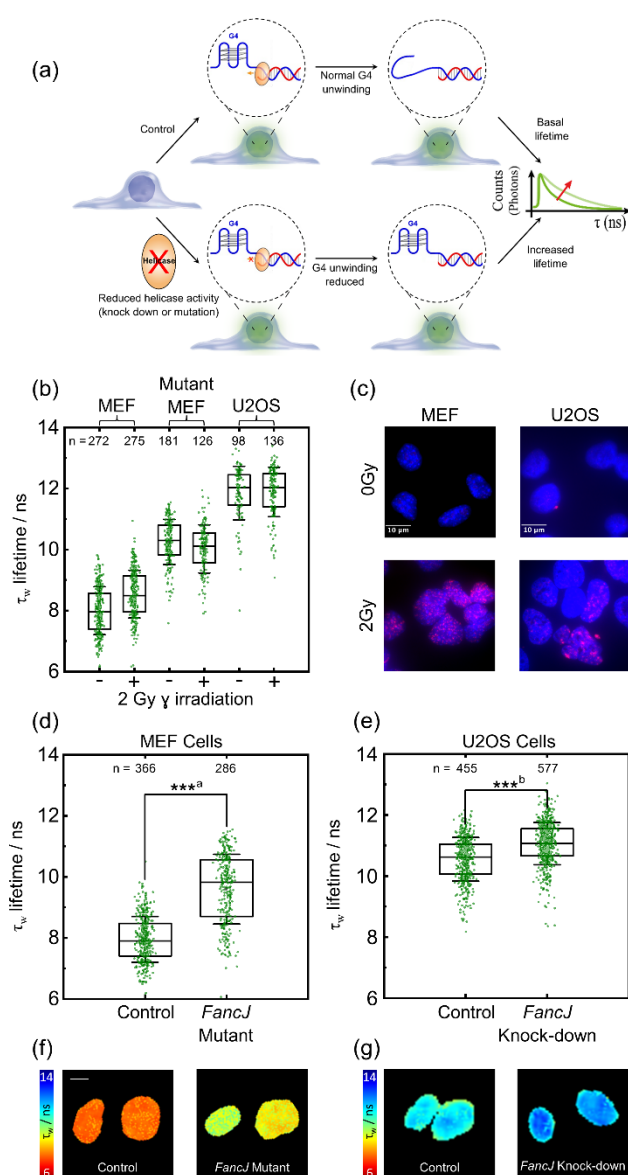 (a)
G4
G4
Normal G4
unwinding
Control
Basal
lifetime
Counts
(Photons)
τ (ns)
Helicase
X
Reduced helicase activity
(knock down or mutation)
G4
G4
G4 unwinding
reduced
Increased
lifetime
(b)
Mutant
MEF MEF U2OS
n = 272 275 181 126 98 136
14
12
10
8
6
τw lifetime / ns
- + - + - +
2 Gy γ irradiation
(c)
MEF U2OS
0Gy
10 μm 10 μm
2Gy
(d)
MEF Cells
n = 366 286
***a
14
12
10
8
6
τw lifetime / ns
Control FancJ
Mutant
(e)
U2OS Cells
n = 455 577
***b
14
12
10
8
6
τw lifetime / ns
Control FancJ
Knock-down
(f)
14
τw / ns
6
Control
FancJ Mutant
(g)
14
τw / ns
6
Control
FancJ Knock-down